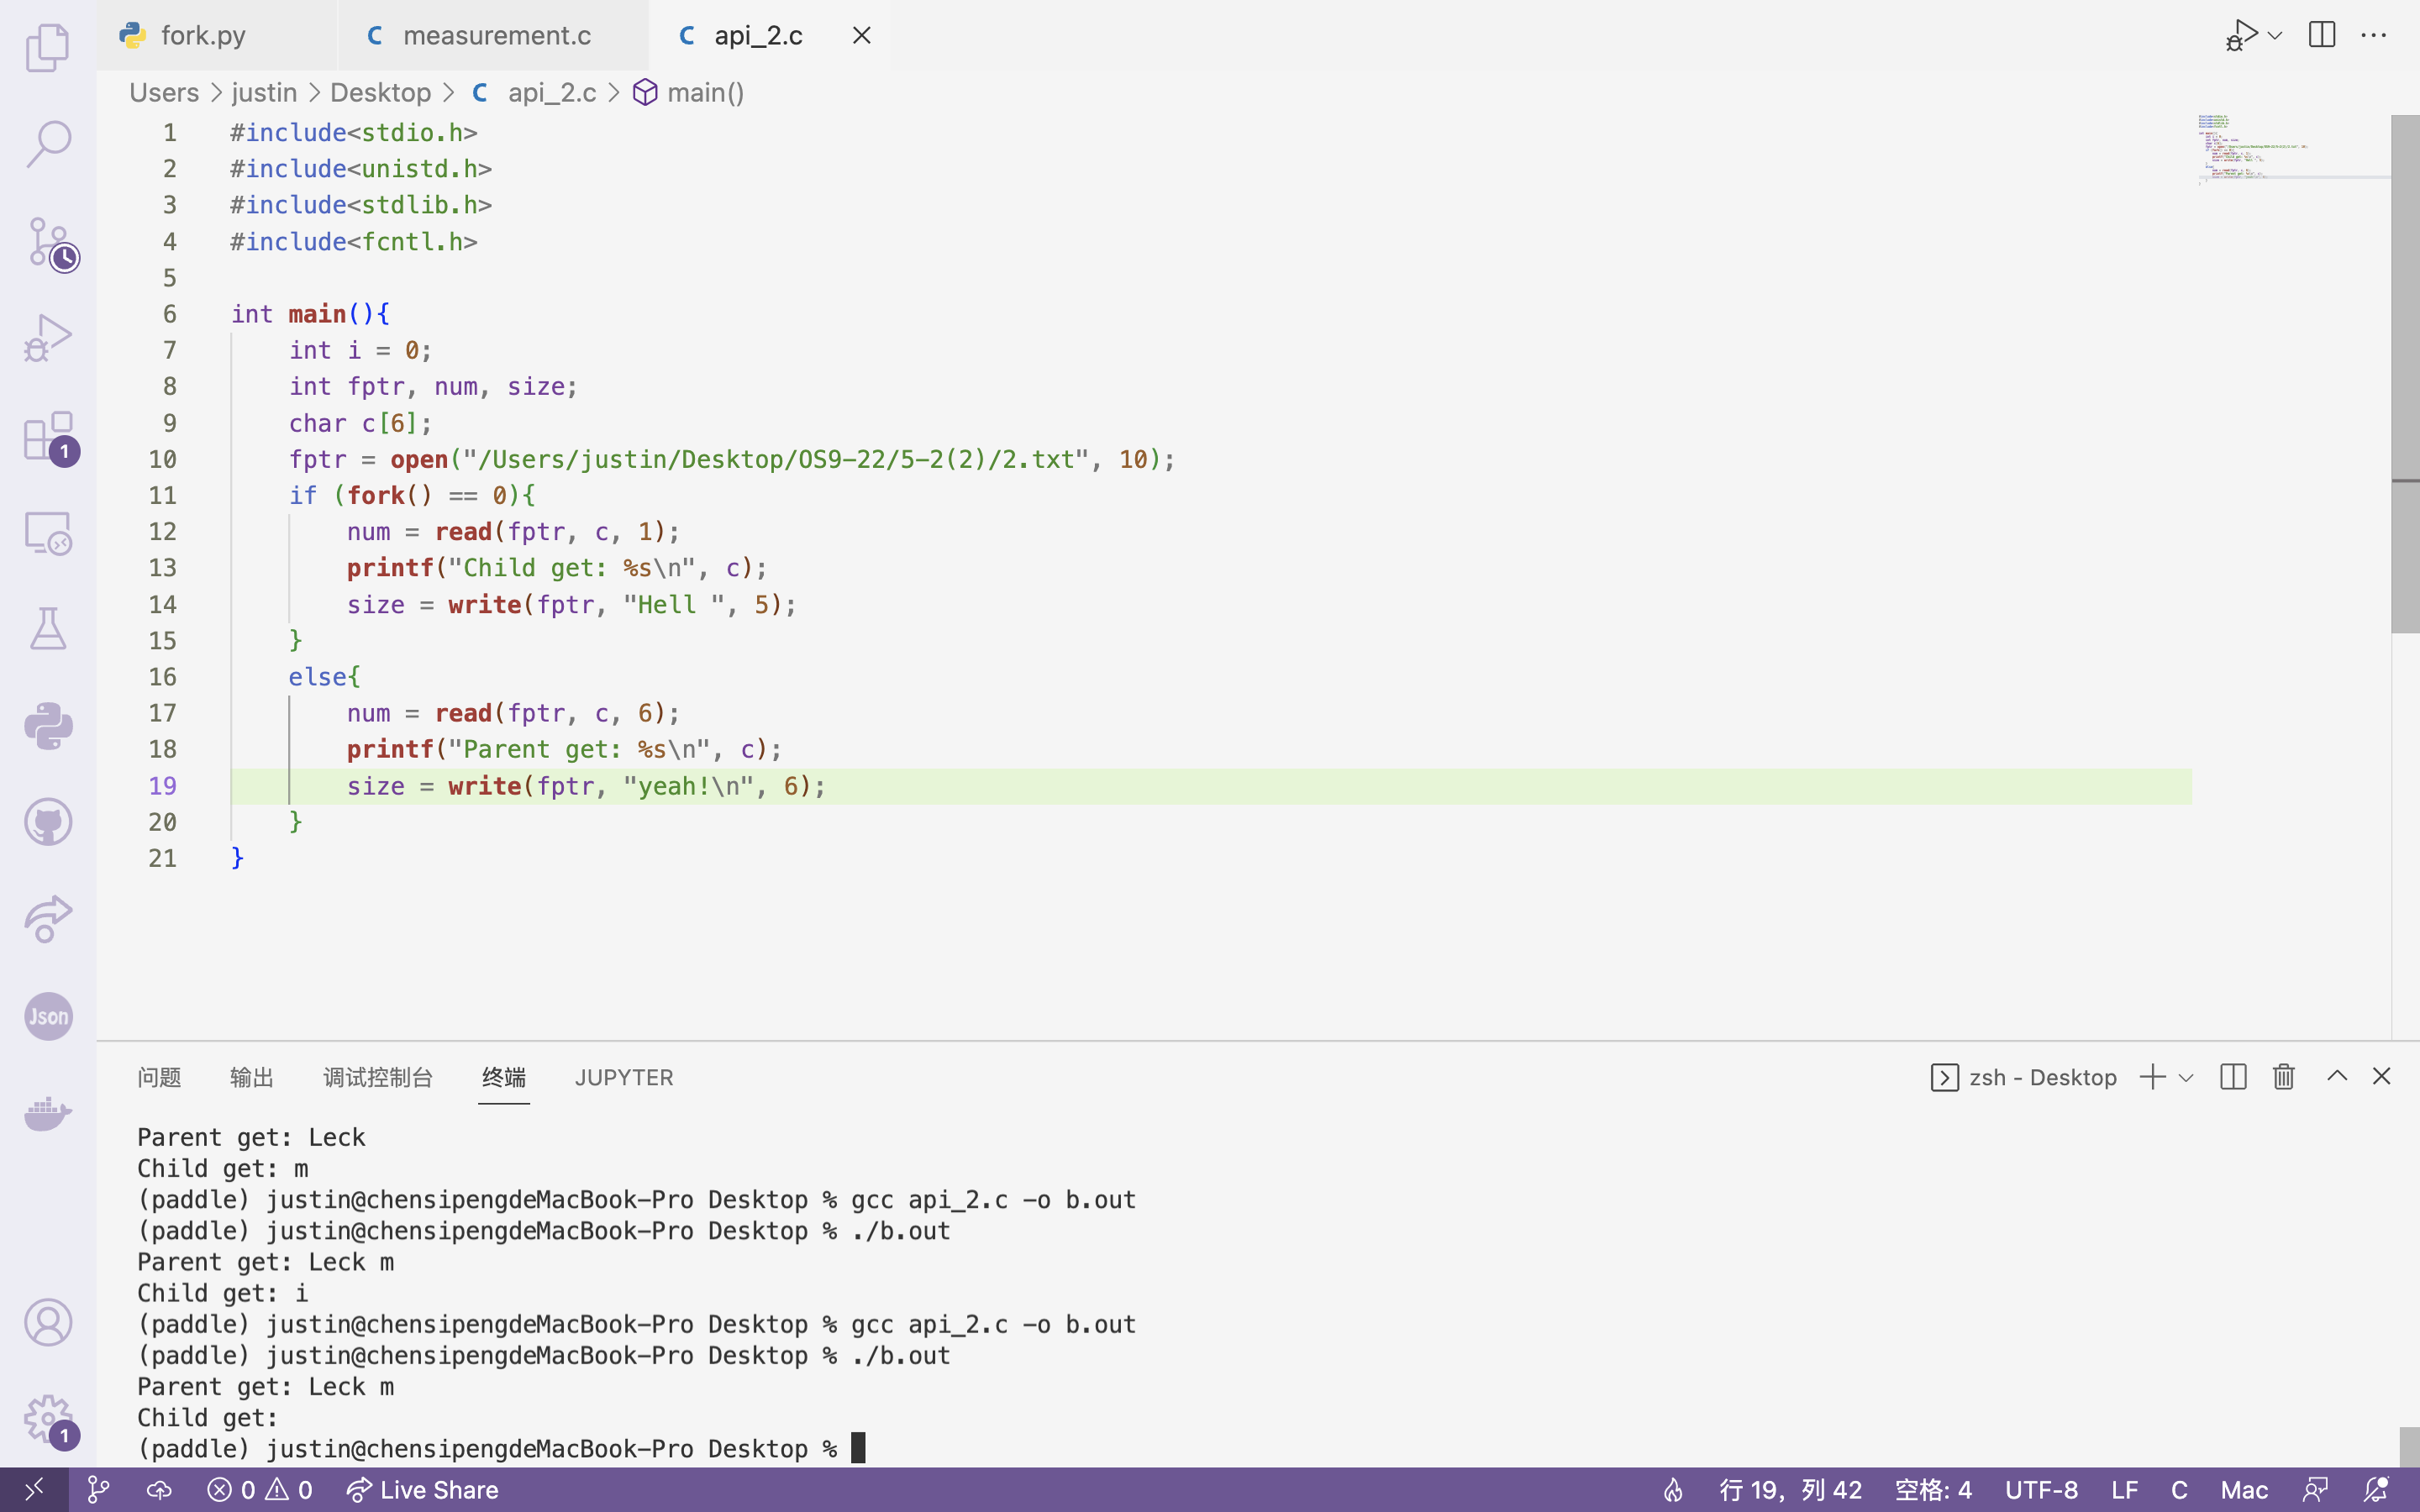 fork.py
measurement.c
api_2.c
Users > justin > Desktop > C api_2.c > main()
1 #include<stdio.h>
2 #include<unistd.h>
3 #include<stdlib.h>
4 #include<fcntl.h>
5
6 int main(){
7     int i = 0;
8     int fptr, num, size;
9     char c[6];
10     fptr = open("/Users/justin/Desktop/OS9-22/5-2(2)/2.txt", 10);
11     if (fork() == 0){
12         num = read(fptr, c, 1);
13         printf("Child get: %s\n", c);
14         size = write(fptr, "Hell ", 5);
15     }
16     else{
17         num = read(fptr, c, 6);
18         printf("Parent get: %s\n", c);
19         size = write(fptr, "yeah!\n", 6);
20     }
21 }
1
Json
1
问题 输出 调试控制台 终端 JUPYTER
zsh - Desktop
Parent get: Leck
Child get: m
(paddle) justin@chensipengdeMacBook-Pro Desktop % gcc api_2.c -o b.out
(paddle) justin@chensipengdeMacBook-Pro Desktop % ./b.out
Parent get: Leck m
Child get: i
(paddle) justin@chensipengdeMacBook-Pro Desktop % gcc api_2.c -o b.out
(paddle) justin@chensipengdeMacBook-Pro Desktop % ./b.out
Parent get: Leck m
Child get:
(paddle) justin@chensipengdeMacBook-Pro Desktop %
0 0 Live Share
行 19，列 42 空格: 4 UTF-8 LF C Mac